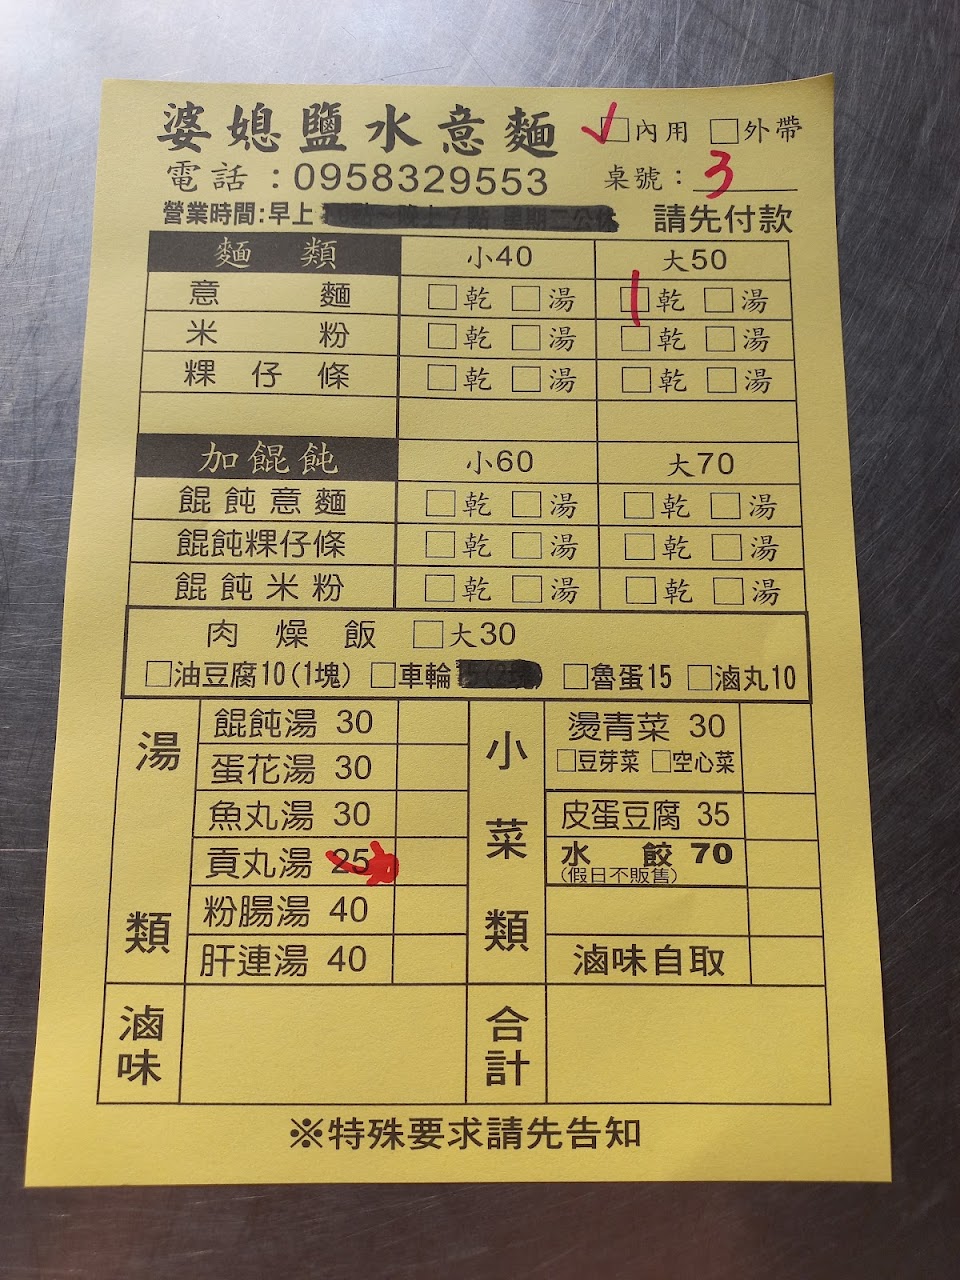 婆媳鹽水意麵 ☐內用 ☐外帶
電話：0958329553 桌號：3
營業時間:早上 請先付款
麵類 小40 大50
意麵 ☐乾 ☐湯 ☐乾 ☐湯
米粉 ☐乾 ☐湯 ☐乾 ☐湯
粿仔條 ☐乾 ☐湯 ☐乾 ☐湯
加餛飩 小60 大70
餛飩意麵 ☐乾 ☐湯 ☐乾 ☐湯
餛飩粿仔條 ☐乾 ☐湯 ☐乾 ☐湯
餛飩米粉 ☐乾 ☐湯 ☐乾 ☐湯
肉燥飯 ☐大30
☐油豆腐10(1塊) ☐車輪 ☐魯蛋15 ☐滷丸10
湯類
餛飩湯 30
蛋花湯 30
魚丸湯 30
貢丸湯 25
粉腸湯 40
肝連湯 40
小菜類
燙青菜 30
☐豆芽菜 ☐空心菜
皮蛋豆腐 35
水餃 70
(假日不販售)
滷味自取
滷味
合計
※特殊要求請先告知